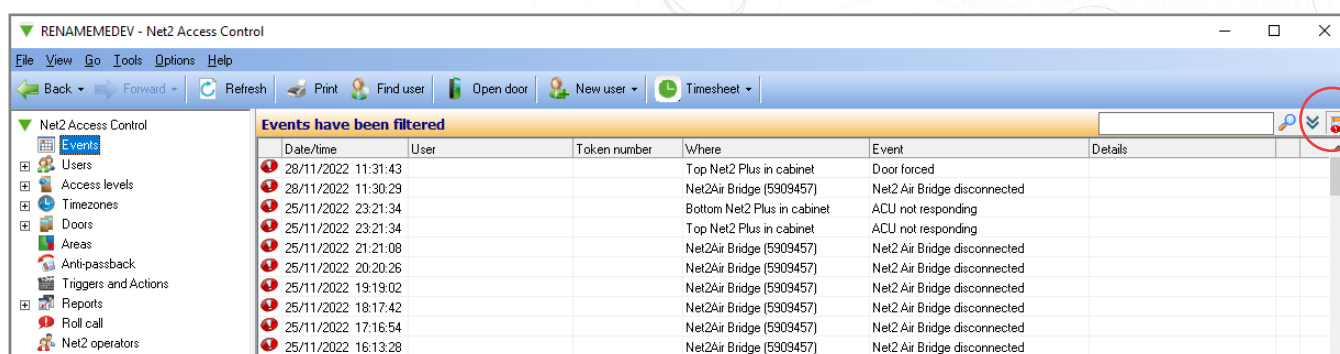 RENAMEMEDEV - Net2 Access Control
File View Go Tools Options Help
Back Forward Refresh Print Find user Open door New user Timesheet
Net2 Access Control
Events
Users
Access levels
Timezones
Doors
Areas
Anti-passback
Triggers and Actions
Reports
Roll call
Net2 operators
Events have been filtered
Date/time User Token number Where Event Details
28/11/2022 11:31:43 Top Net2 Plus in cabinet Door forced
28/11/2022 11:30:29 Net2Air Bridge (5909457) Net2 Air Bridge disconnected
25/11/2022 23:21:34 Bottom Net2 Plus in cabinet ACU not responding
25/11/2022 23:21:34 Top Net2 Plus in cabinet ACU not responding
25/11/2022 21:21:08 Net2Air Bridge (5909457) Net2 Air Bridge disconnected
25/11/2022 20:20:26 Net2Air Bridge (5909457) Net2 Air Bridge disconnected
25/11/2022 19:19:02 Net2Air Bridge (5909457) Net2 Air Bridge disconnected
25/11/2022 18:17:42 Net2Air Bridge (5909457) Net2 Air Bridge disconnected
25/11/2022 17:16:54 Net2Air Bridge (5909457) Net2 Air Bridge disconnected
25/11/2022 16:13:28 Net2Air Bridge (5909457) Net2 Air Bridge disconnected